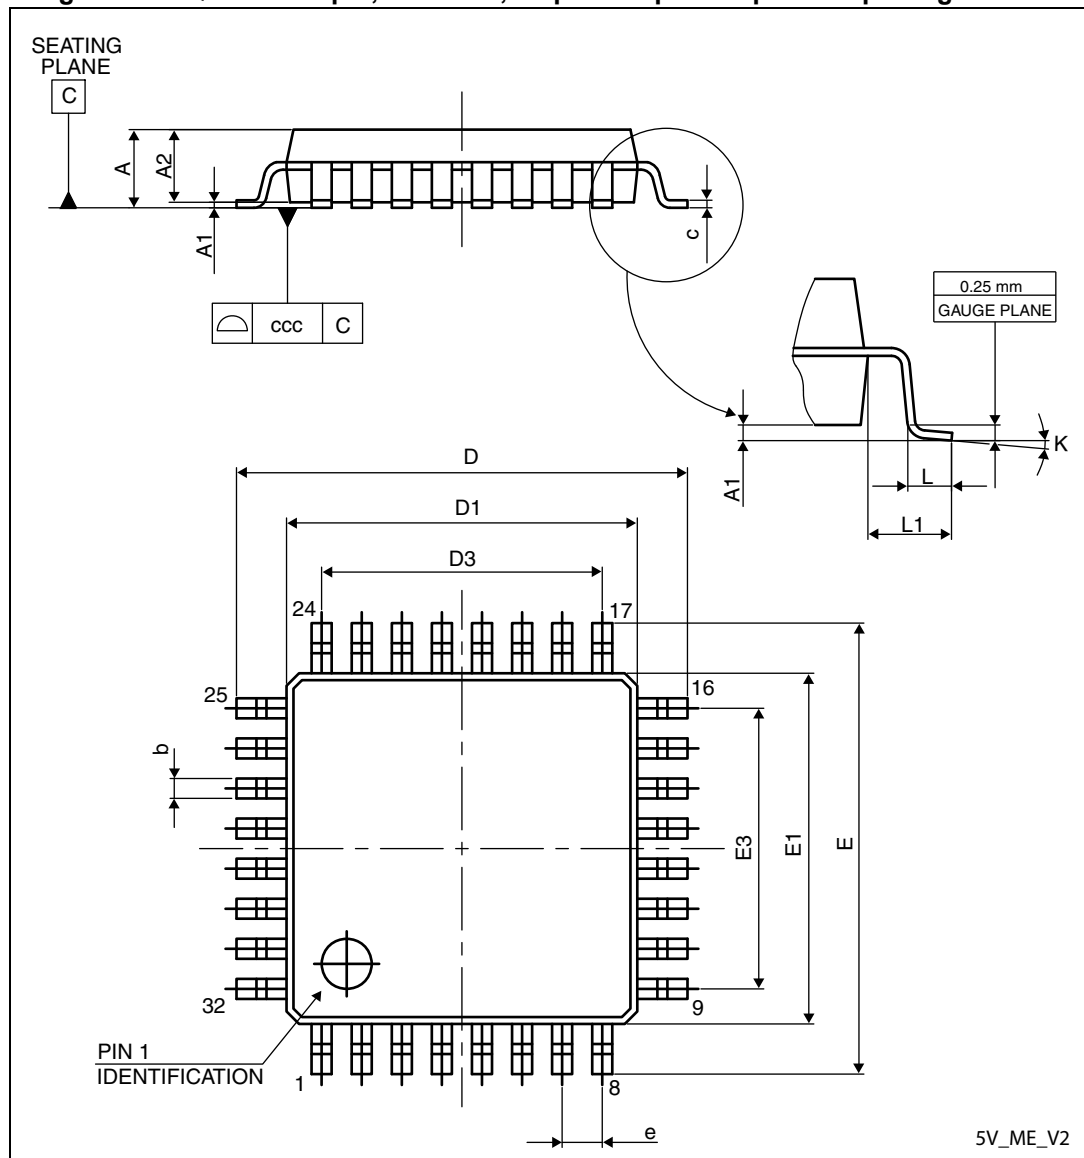 SEATING
PLANE
C
A
A2
A1
c
ccc C
0.25 mm
GAUGE PLANE
K
A1
L
L1
D
D1
D3
24
17
25
16
b
E3
E1
E
32
9
PIN 1
IDENTIFICATION
1
8
e
5V_ME_V2